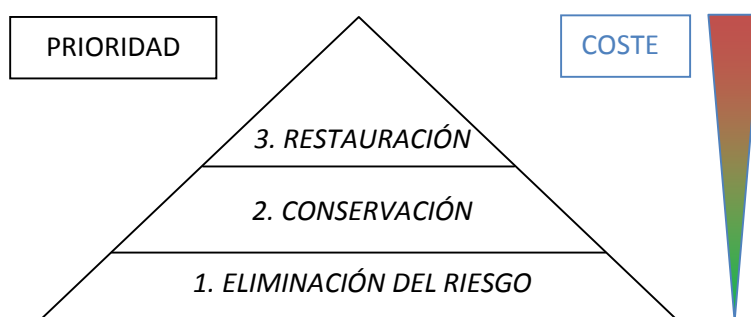 PRIORIDAD
COSTE
3. RESTAURACIÓN
2. CONSERVACIÓN
1. ELIMINACIÓN DEL RIESGO